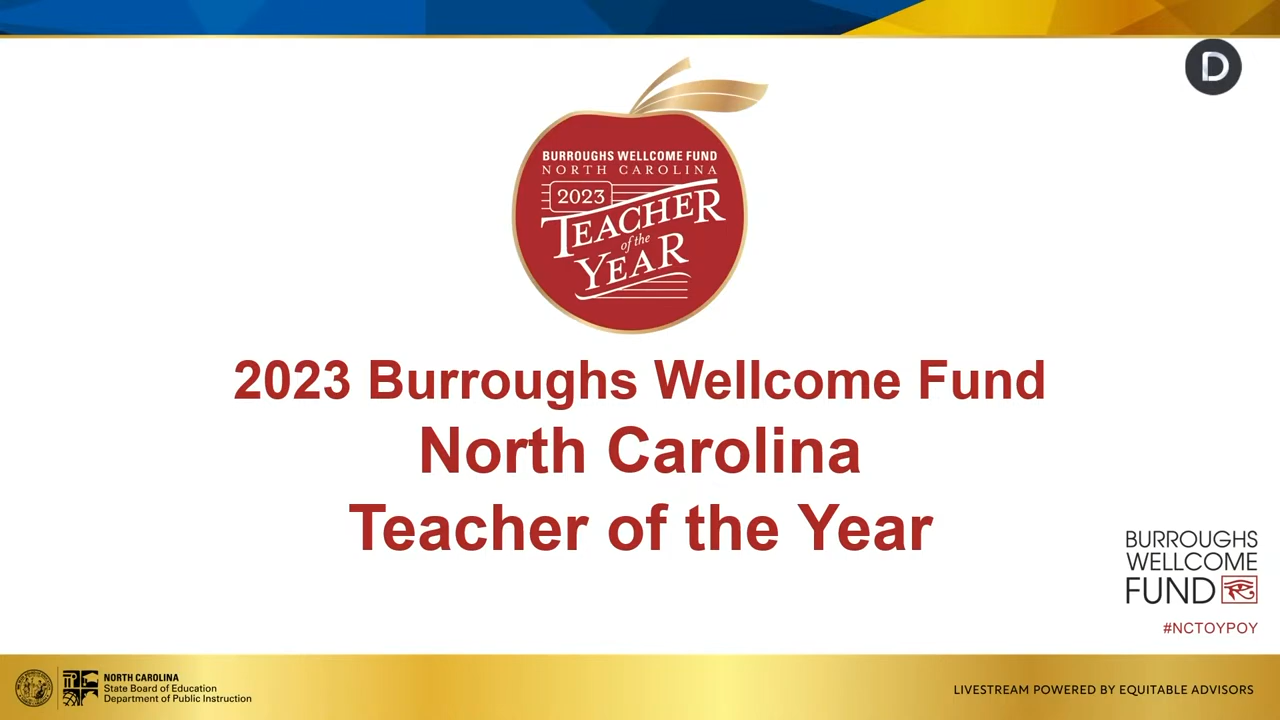 D
BURROUGHS WELLCOME FUND
NORTH CAROLINA
2023
TEACHER
of the
YEAR
2023 Burroughs Wellcome Fund
North Carolina
Teacher of the Year
BURROUGHS
WELLCOME
FUND
#NCTOYPOY
NORTH CAROLINA
State Board of Education
Department of Public Instruction
LIVESTREAM POWERED BY EQUITABLE ADVISORS